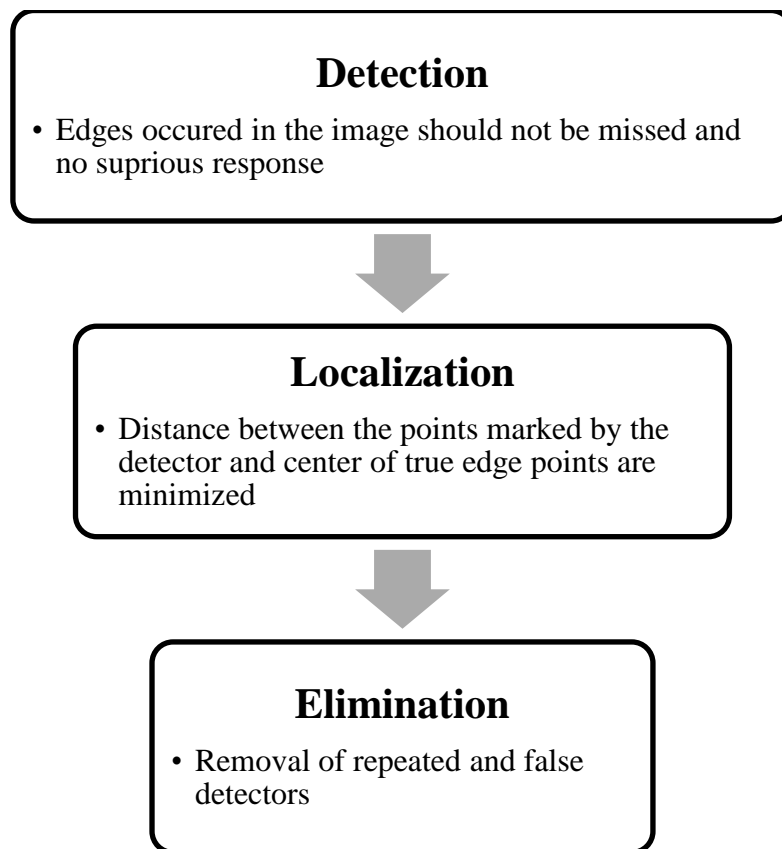 Detection
• Edges occured in the image should not be missed and
no suprious response
Localization
• Distance between the points marked by the
detector and center of true edge points are
minimized
Elimination
• Removal of repeated and false
detectors